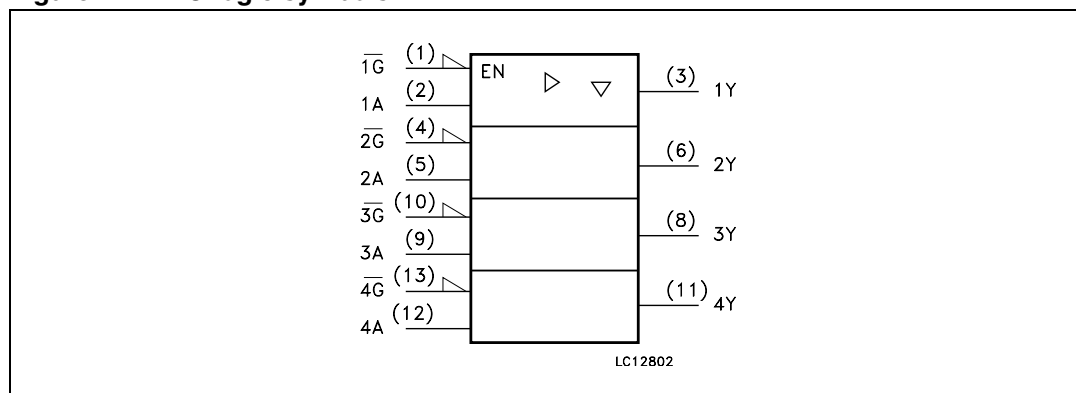 1G̅ (1) EN
1A (2)
(3) 1Y
2G̅ (4)
2A (5)
(6) 2Y
3G̅ (10)
3A (9)
(8) 3Y
4G̅ (13)
4A (12)
(11) 4Y
LC12802